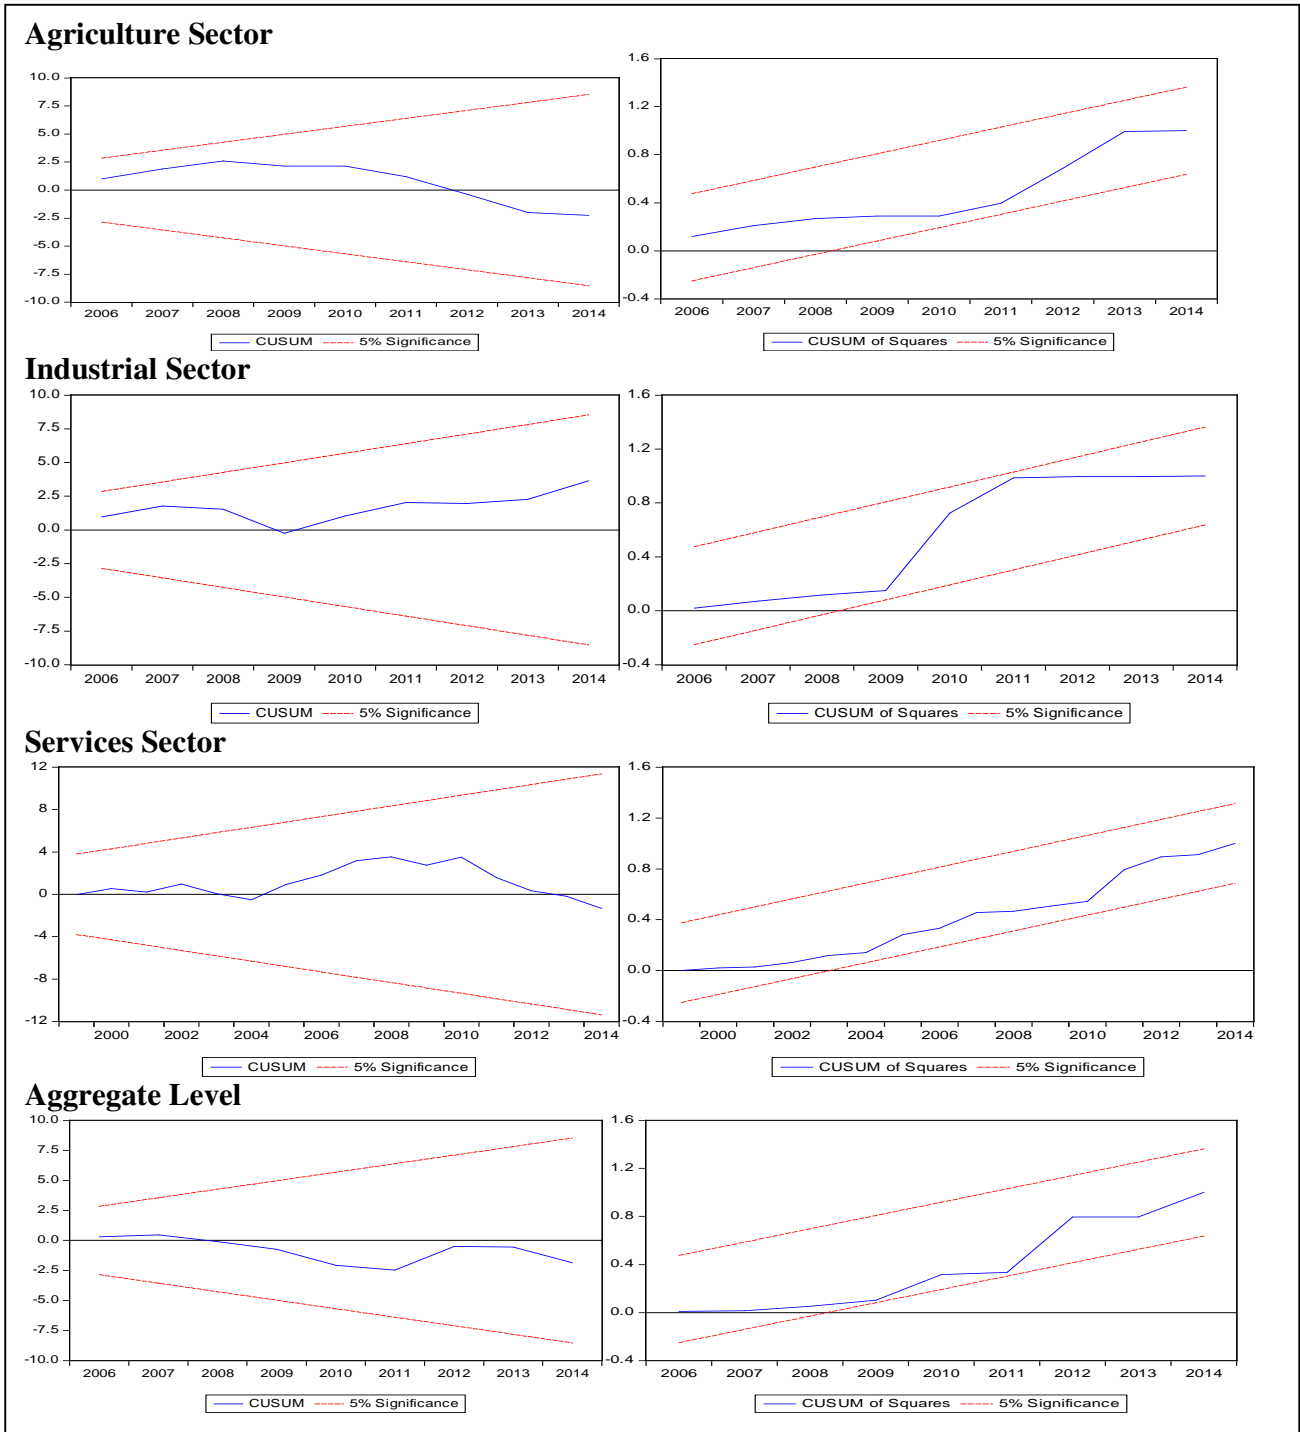 Agriculture Sector
10.0
7.5
5.0
2.5
0.0
-2.5
-5.0
-7.5
-10.0
2006 2007 2008 2009 2010 2011 2012 2013 2014
CUSUM 5% Significance
1.6
1.2
0.8
0.4
0.0
-0.4
2006 2007 2008 2009 2010 2011 2012 2013 2014
CUSUM of Squares 5% Significance
Industrial Sector
10.0
7.5
5.0
2.5
0.0
-2.5
-5.0
-7.5
-10.0
2006 2007 2008 2009 2010 2011 2012 2013 2014
CUSUM 5% Significance
1.6
1.2
0.8
0.4
0.0
-0.4
2006 2007 2008 2009 2010 2011 2012 2013 2014
CUSUM of Squares 5% Significance
Services Sector
12
8
4
0
-4
-8
-12
2000 2002 2004 2006 2008 2010 2012 2014
CUSUM 5% Significance
1.6
1.2
0.8
0.4
0.0
-0.4
2000 2002 2004 2006 2008 2010 2012 2014
CUSUM of Squares 5% Significance
Aggregate Level
10.0
7.5
5.0
2.5
0.0
-2.5
-5.0
-7.5
-10.0
2006 2007 2008 2009 2010 2011 2012 2013 2014
CUSUM 5% Significance
1.6
1.2
0.8
0.4
0.0
-0.4
2006 2007 2008 2009 2010 2011 2012 2013 2014
CUSUM of Squares 5% Significance